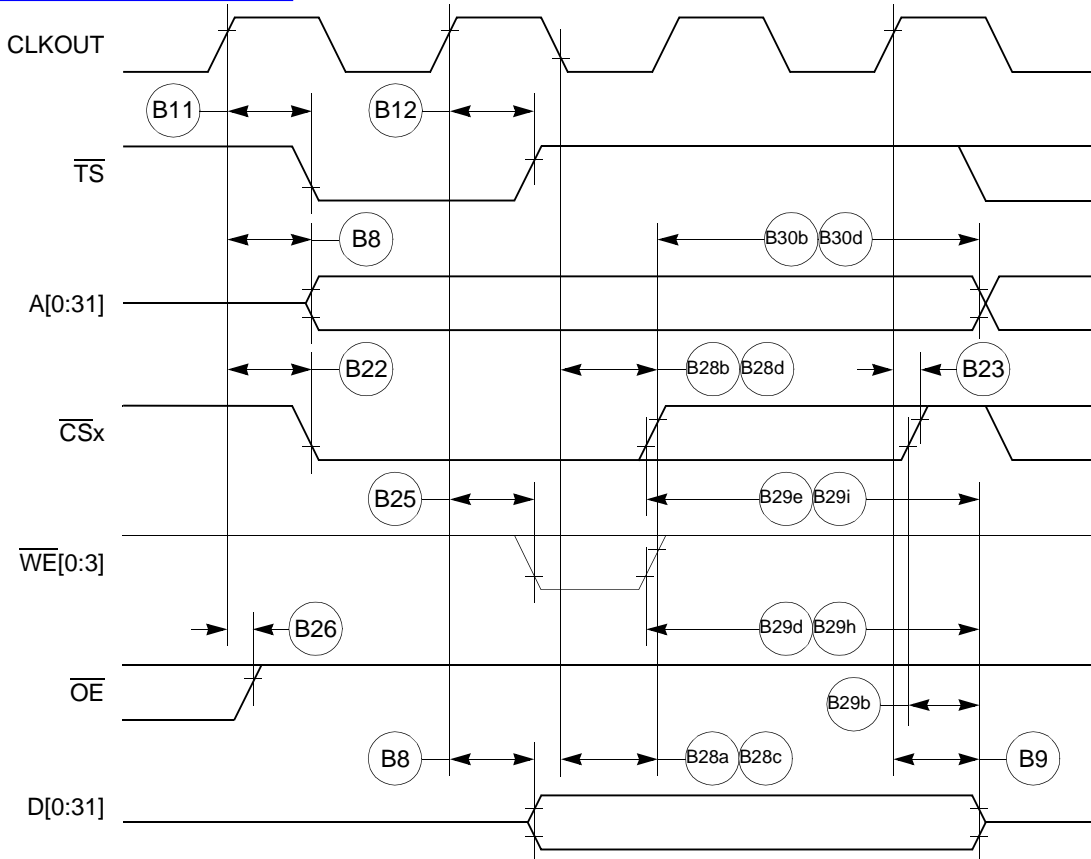 CLKOUT
B11
B12
TS
B8
B30b B30d
A[0:31]
B22
B28b B28d
B23
CSx
B25
B29e B29i
WE[0:3]
B26
B29d B29h
OE
B29b
B8
B28a B28c
B9
D[0:31]